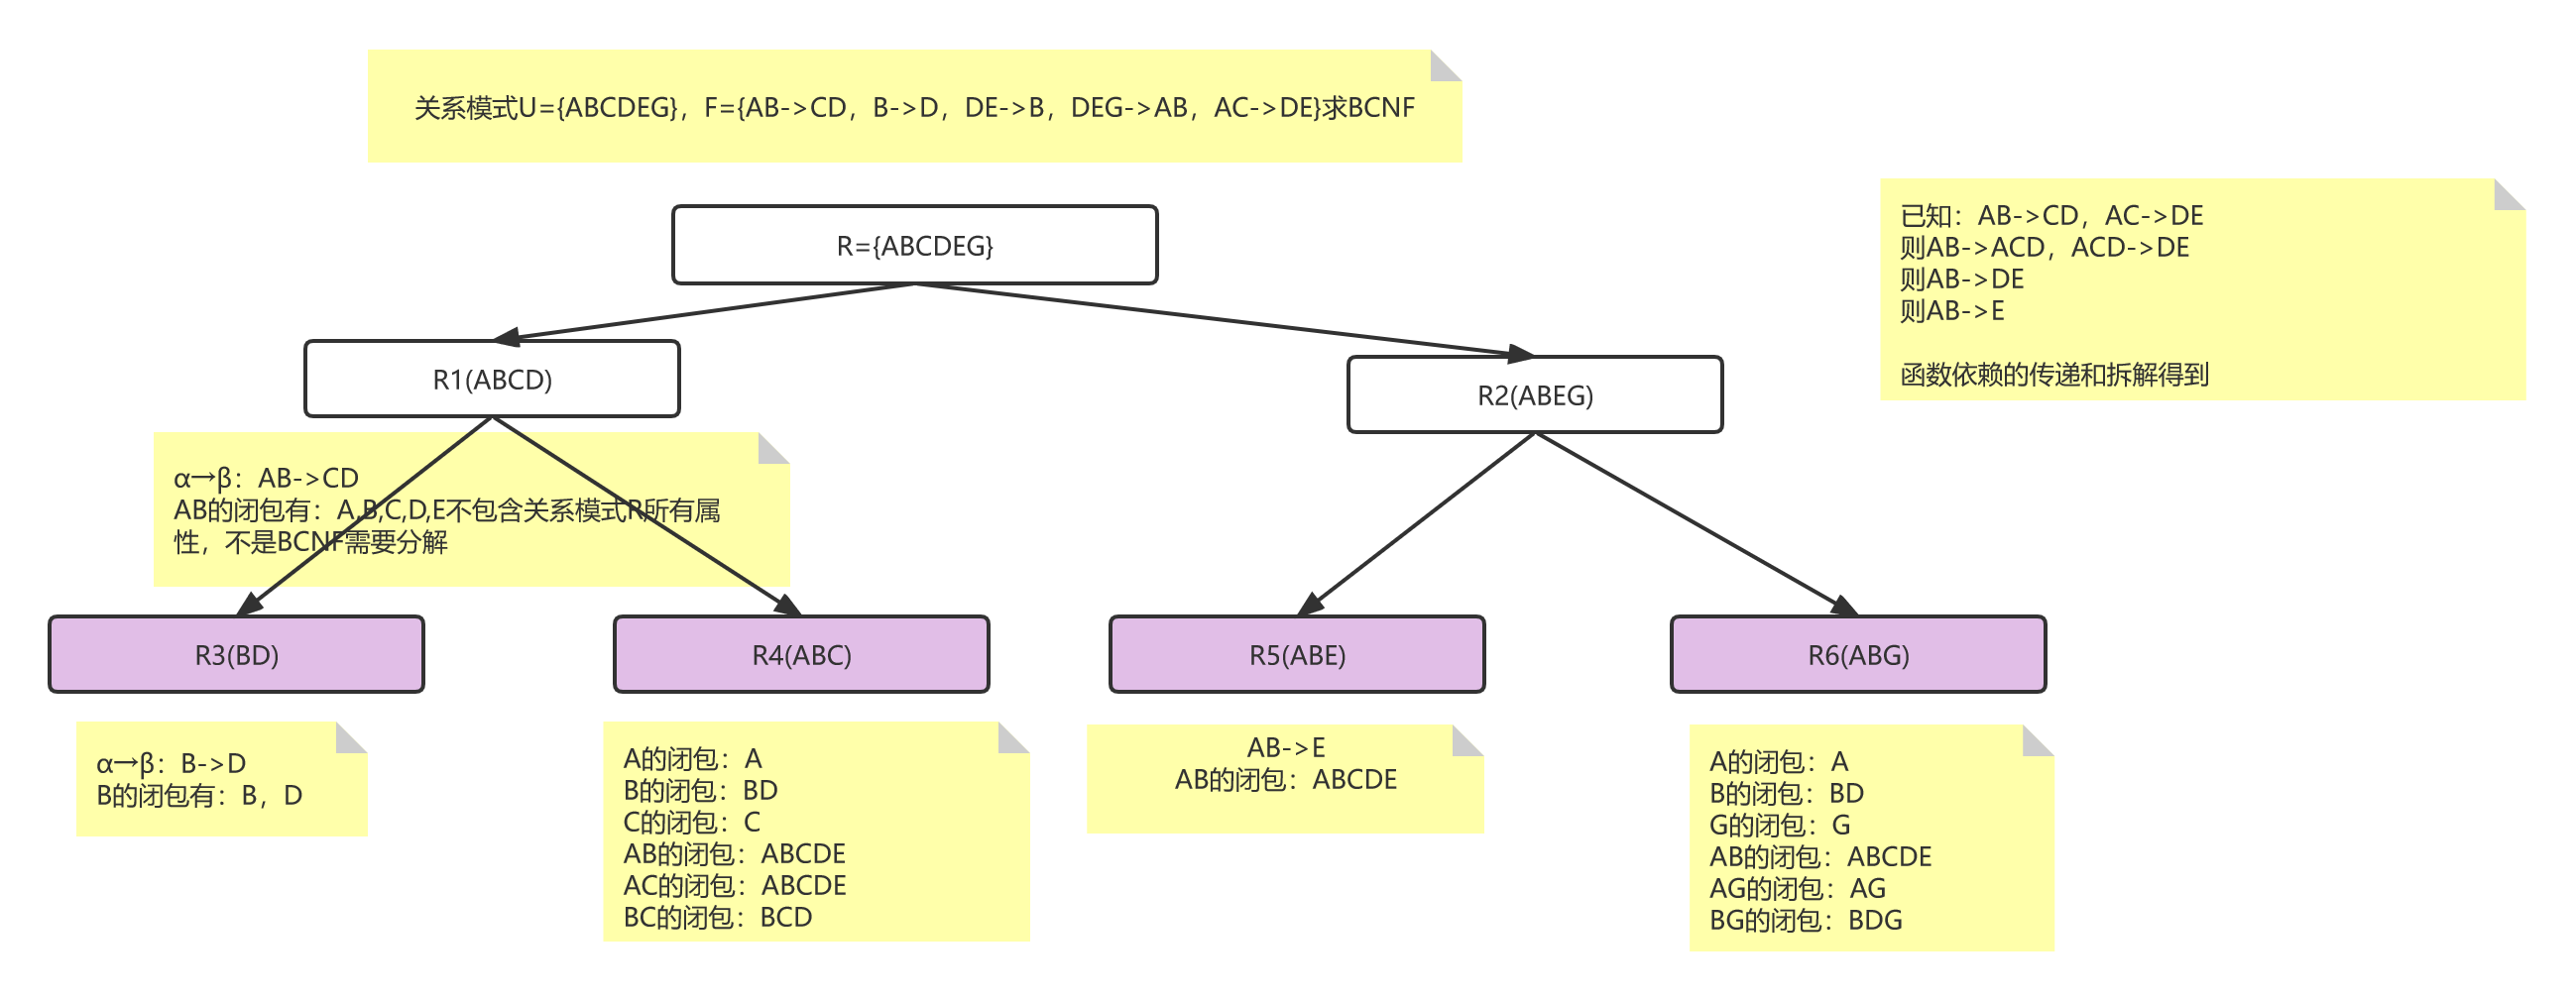 关系模式U={ABCDEG}，F={AB->CD，B->D，DE->B，DEG->AB，AC->DE}求BCNF
R={ABCDEG}
已知：AB->CD，AC->DE
则AB->ACD，ACD->DE
则AB->DE
则AB->E
函数依赖的传递和拆解得到
R1(ABCD)
R2(ABEG)
α→β：AB->CD
AB的闭包有：A,B,C,D,E不包含关系模式R所有属
性，不是BCNF需要分解
R3(BD)
R4(ABC)
R5(ABE)
R6(ABG)
α→β：B->D
B的闭包有：B，D
A的闭包：A
B的闭包：BD
C的闭包：C
AB的闭包：ABCDE
AC的闭包：ABCDE
BC的闭包：BCD
AB->E
AB的闭包：ABCDE
A的闭包：A
B的闭包：BD
G的闭包：G
AB的闭包：ABCDE
AG的闭包：AG
BG的闭包：BDG